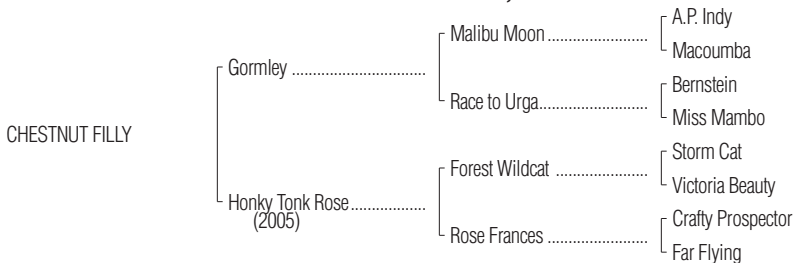 A.P. Indy
Malibu Moon ........................
Macoumba
Gormley ................................
Bernstein
Race to Urga..........................
Miss Mambo
CHESTNUT FILLY
Storm Cat
Forest Wildcat ......................
Victoria Beauty
Honky Tonk Rose..................
(2005)
Crafty Prospector
Rose Frances ........................
Far Flying